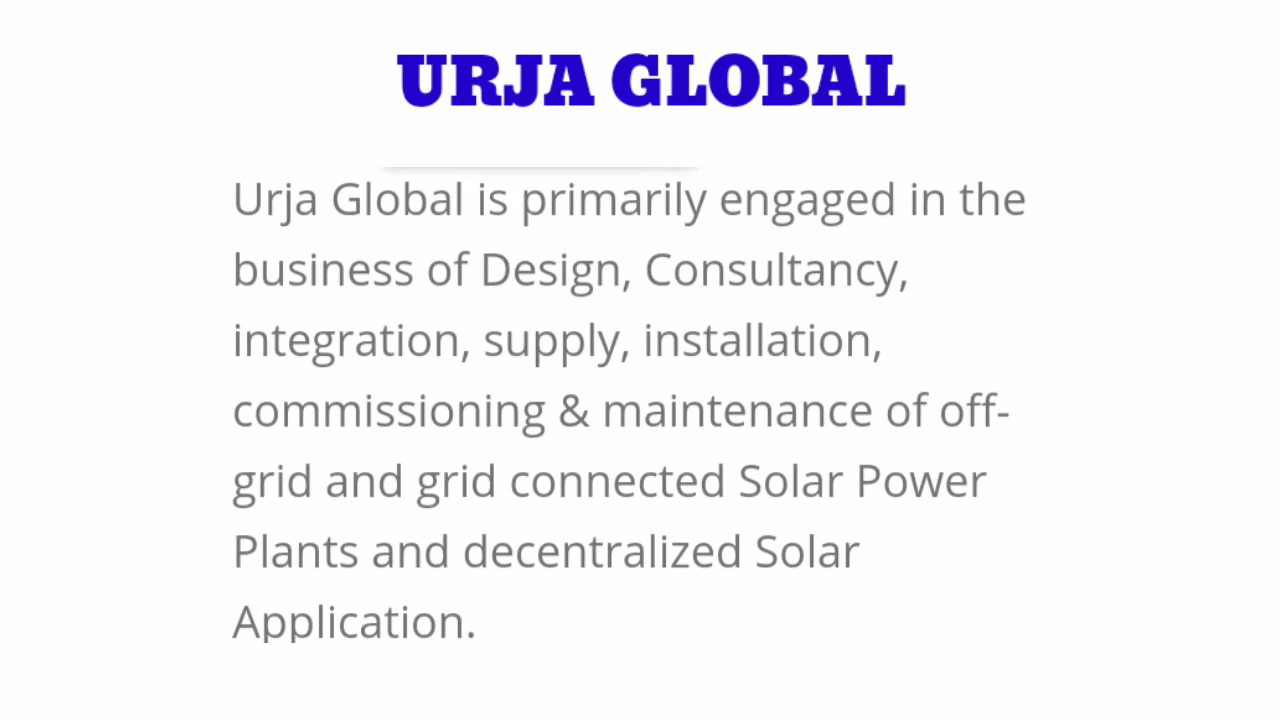 URJA GLOBAL
Urja Global is primarily engaged in the
business of Design, Consultancy,
integration, supply, installation,
commissioning & maintenance of off-
grid and grid connected Solar Power
Plants and decentralized Solar
Application.